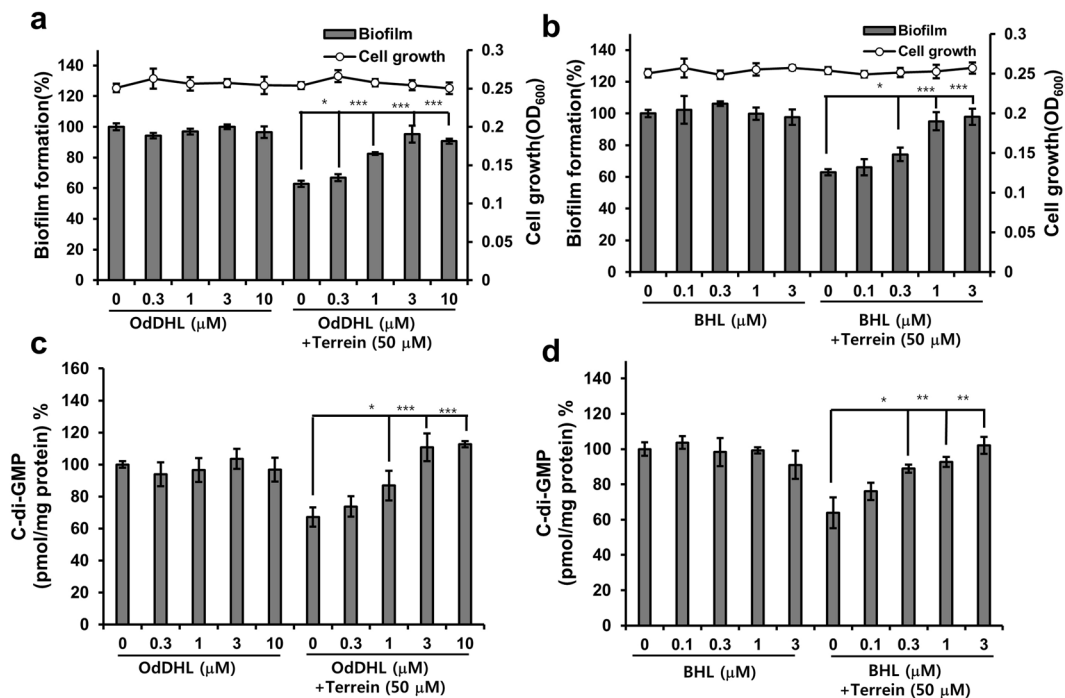 a
Biofilm
Cell growth
Biofilm formation(%)
140
120
100
80
60
40
20
0
0.3
0.25
0.2
0.15
0.1
0.05
0
Cell growth(OD600)
* *** *** ***
0 0.3 1 3 10 0 0.3 1 3 10
OdDHL (μM) OdDHL (μM)
+Terrein (50 μM)
b
Biofilm
Cell growth
Biofilm formation(%)
140
120
100
80
60
40
20
0
0.3
0.25
0.2
0.15
0.1
0.05
0
Cell growth(OD600)
* *** ***
0 0.1 0.3 1 3 0 0.1 0.3 1 3
BHL (μM) BHL (μM)
+Terrein (50 μM)
c
C-di-GMP
(pmol/mg protein) %
160
140
120
100
80
60
40
20
0
* *** ***
0 0.3 1 3 10 0 0.3 1 3 10
OdDHL (μM) OdDHL (μM)
+Terrein (50 μM)
d
C-di-GMP
(pmol/mg protein) %
140
120
100
80
60
40
20
0
* ** **
0 0.1 0.3 1 3 0 0.1 0.3 1 3
BHL (μM) BHL (μM)
+ Terrein (50 μM)